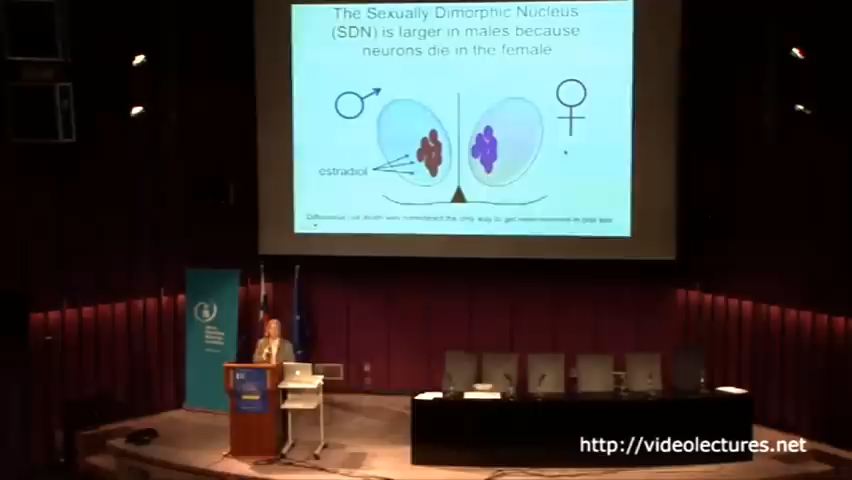 The Sexually Dimorphic Nucleus
(SDN) is larger in males because
neurons die in the female
estradiol
http://videolectures.net